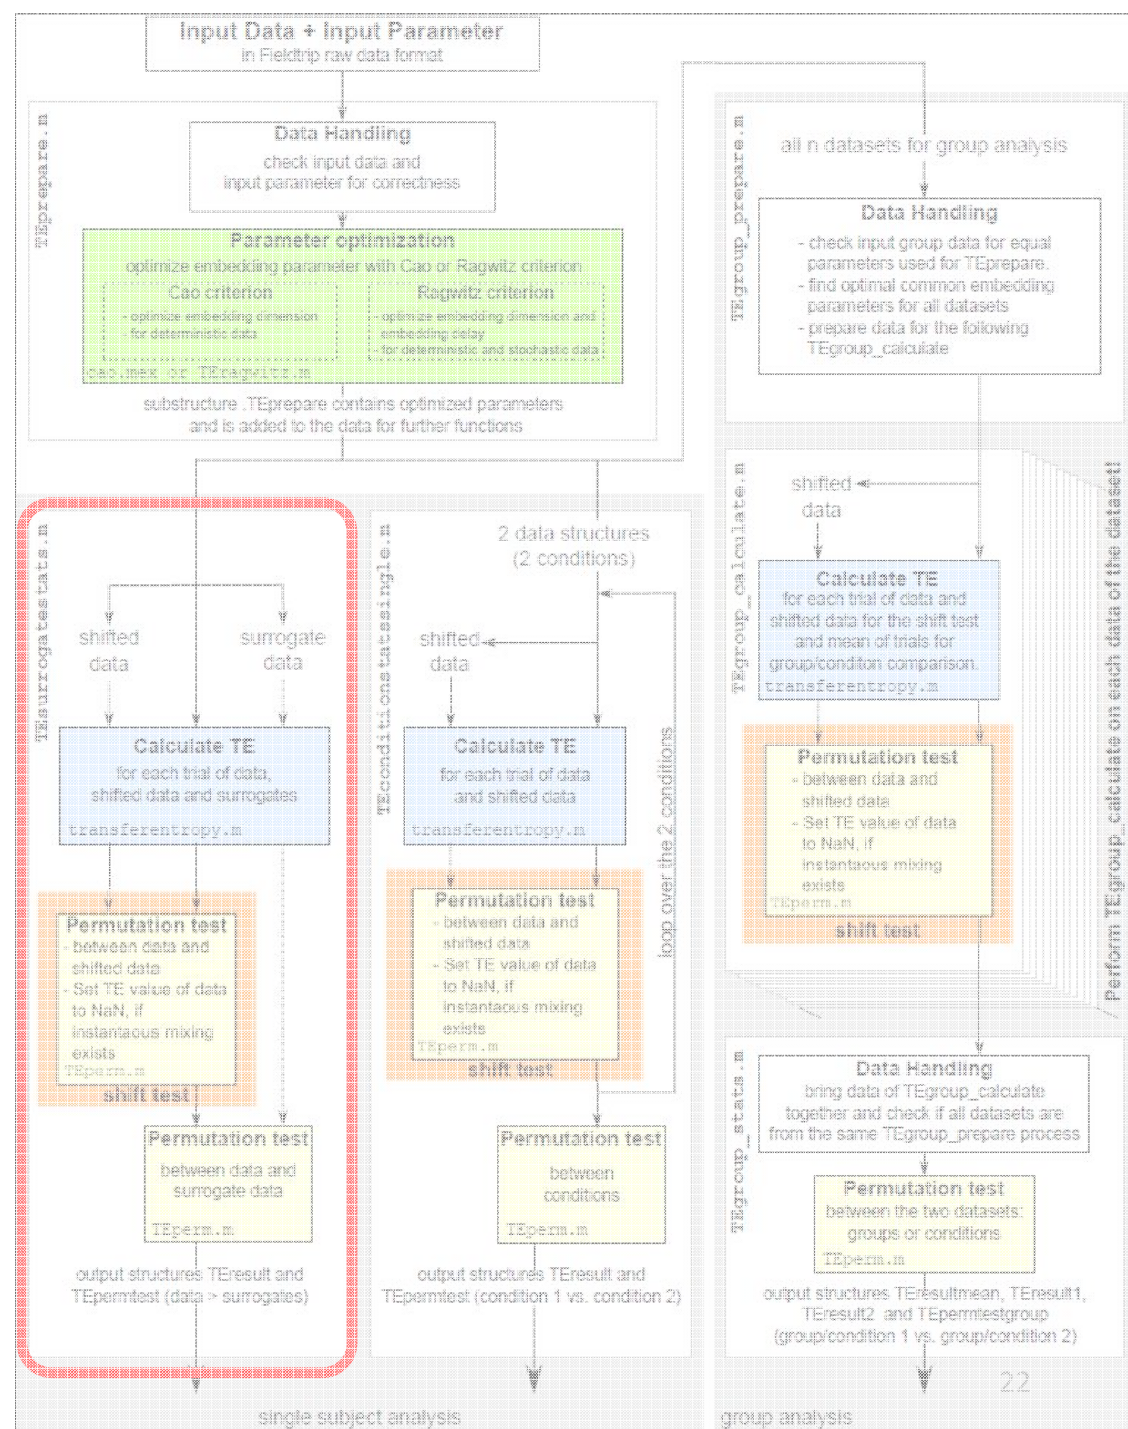 Input Data + Input Parameter
in Fieldtrip raw data format
TEprepare.m
Data Handling
check input data and
input parameter for correctness
Parameter optimization
optimize embedding parameter with Cao or Ragwitz criterion
Cao criterion
- optimize embedding dimension
- for deterministic data
Ragwitz criterion
- optimize embedding dimension and
embedding delay
- for deterministic and stochastic data
cao.mex or TEragwitz.m
substructure .TEprepare contains optimized parameters
and is added to the data for further functions
TEsurrogatestats.m
shifted
data
surrogate
data
Calculate TE
for each trial of data,
shifted data and surrogates
transferentropy.m
Permutation test
- between data and
shifted data
- Set TE value of data
to NaN, if
instantaous mixing
exists
TEperm.m
shift test
Permutation test
between data and
surrogate data
TEperm.m
output structures TEresult and
TEpermtest (data > surrogates)
TEconditionstatssingle.m
2 data structures
(2 conditions)
shifted
data
Calculate TE
for each trial of data
and shifted data
transferentropy.m
loop over the 2 conditions
Permutation test
- between data and
shifted data
- Set TE value of data
to NaN, if
instantaous mixing
exists
TEperm.m
shift test
Permutation test
between
conditions
TEperm.m
output structures TEresult and
TEpermtest (condition 1 vs. condition 2)
single subject analysis
TEgroup_prepare.m
all n datasets for group analysis
Data Handling
- check input group data for equal
parameters used for TEprepare.
- find optimal common embedding
parameters for all datasets
- prepare data for the following
TEgroup_calculate
TEgroup_calculate.m
shifted
data
Calculate TE
for each trial of data and
shifted data for the shift test
and mean of trials for
group/condition comparison.
transferentropy.m
Permutation test
- between data and
shifted data
- Set TE value of data
to NaN, if
instantaous mixing
exists
TEperm.m
shift test
Perform TEgroup_calculate on each data of the dataset!
TEgroup_stats.m
Data Handling
bring data of TEgroup_calculate
together and check if all datasets are
from the same TEgroup_prepare process
Permutation test
between the two datasets:
groups or conditions
TEperm.m
output structures TEresultmean, TEresult1,
TEresult2 and TEpermtestgroup
(group/condition 1 vs. group/condition 2)
22
group analysis